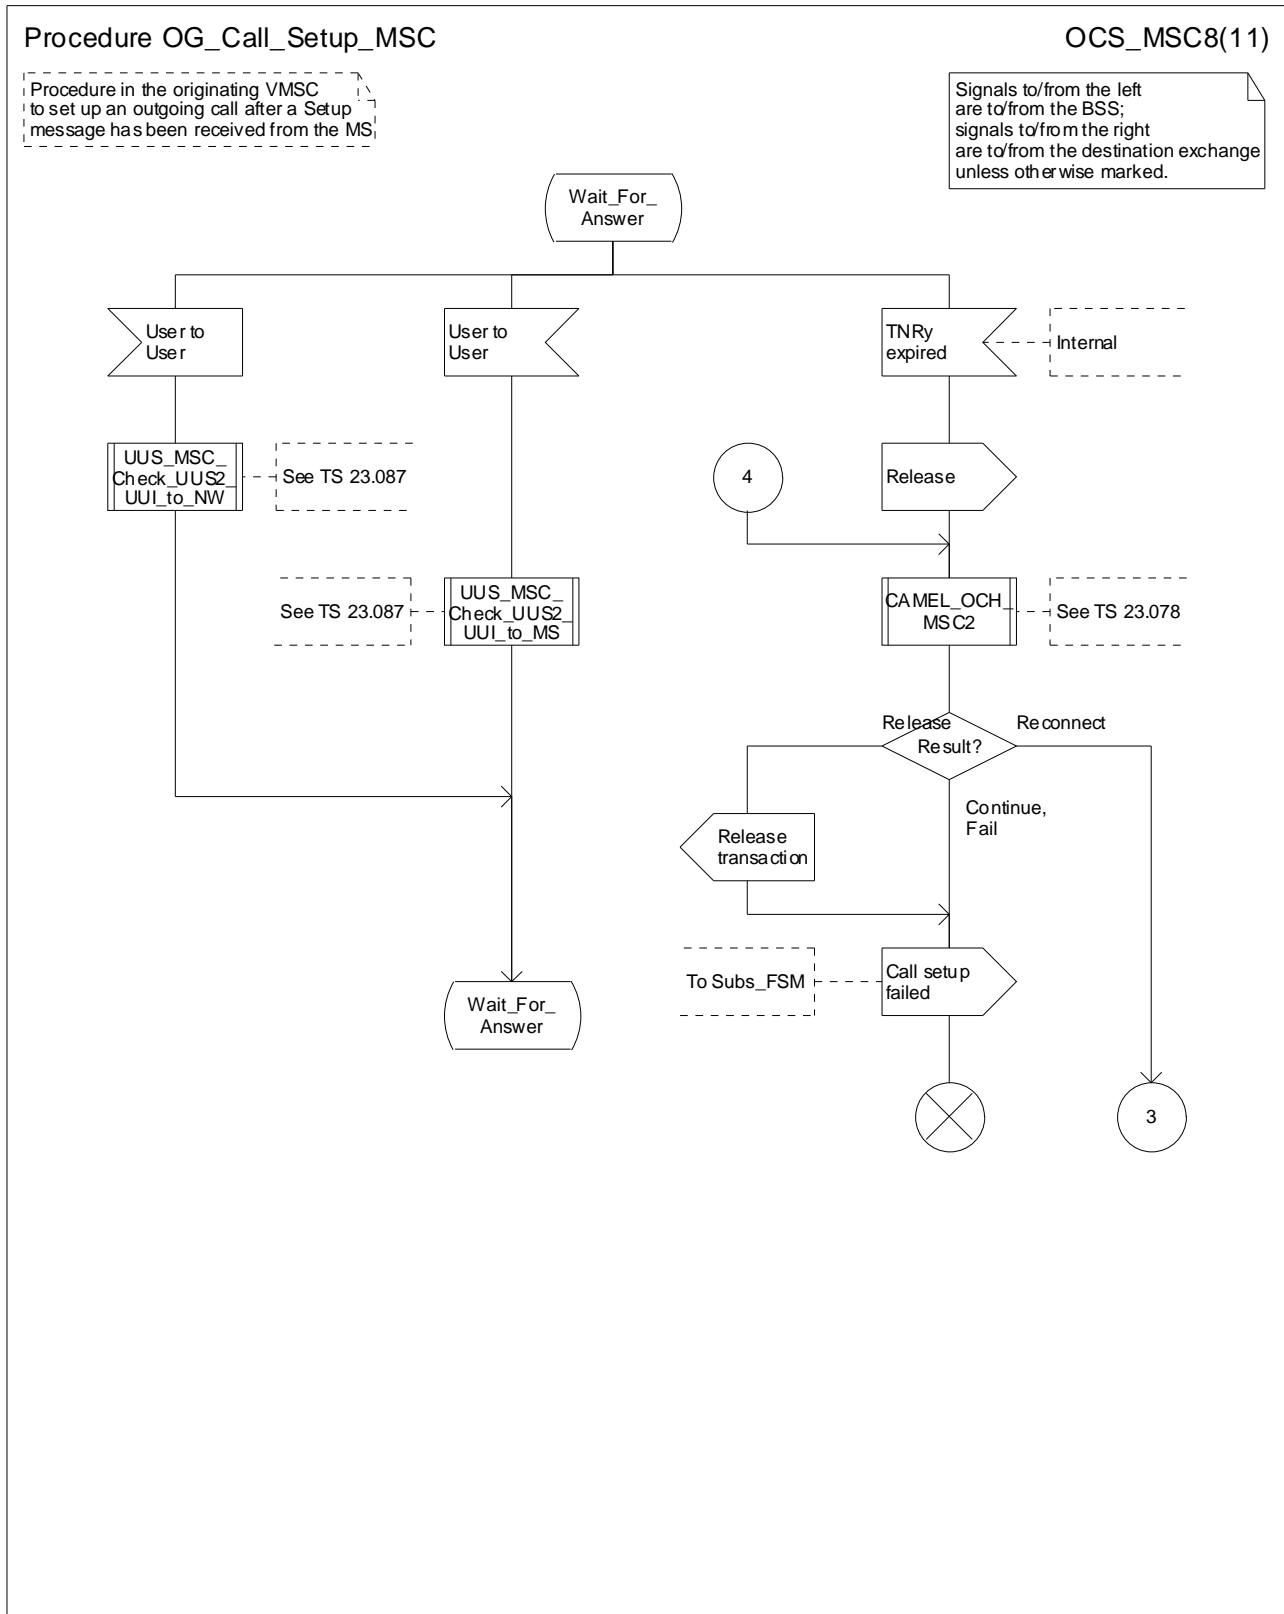 Procedure OG_Call_Setup_MSC
OCS_MSC8(11)
Procedure in the originating VMSC
to set up an outgoing call after a Setup
message has been received from the MS
Signals to/from the left
are to/from the BSS;
signals to/from the right
are to/from the destination exchange
unless otherwise marked.
Wait_For_
Answer
User to
User
User to
User
TNRy
expired
Internal
UUS_MSC_
Check_UUS2_
UUI_to_NW
See TS 23.087
4
Release
See TS 23.087
UUS_MSC_
Check_UUS2_
UUI_to_MS
CAMEL_OCH_
MSC2
See TS 23.078
Release
Result?
Reconnect
Continue,
Fail
Release
transaction
To Subs_FSM
Call setup
failed
Wait_For_
Answer
3